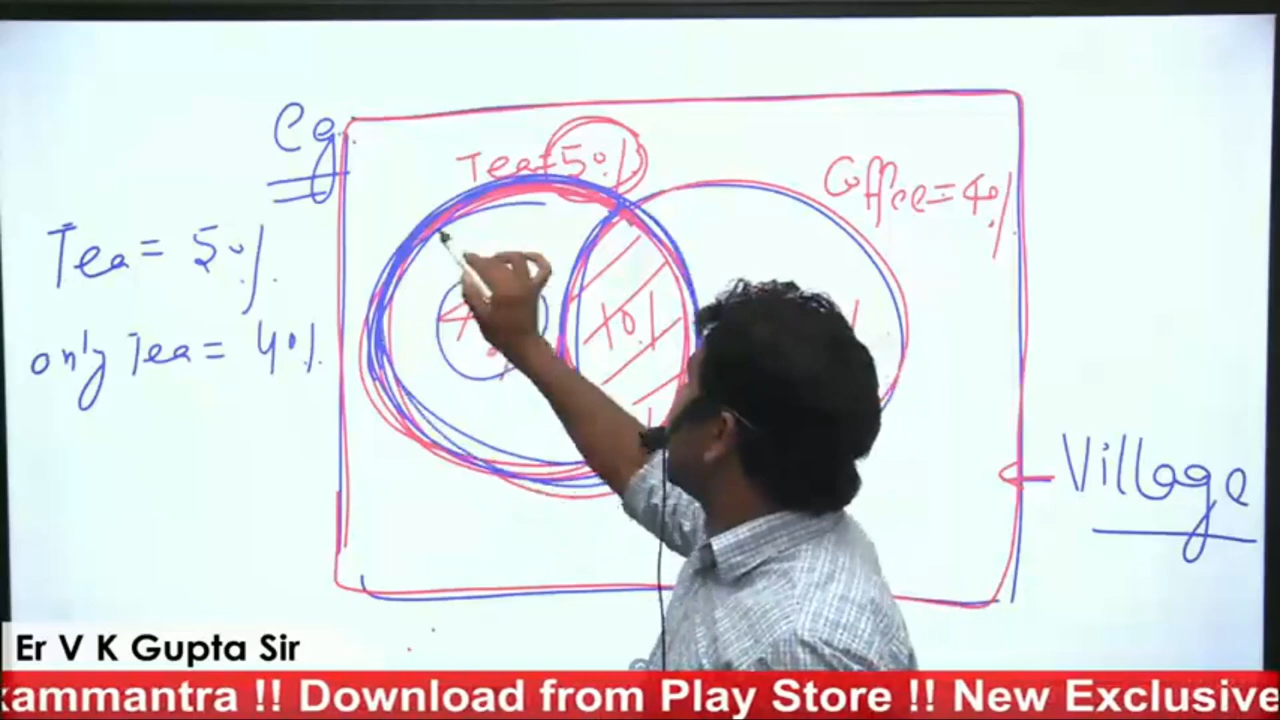 Eg
Tea = 50%
Coffee = 40%
Tea = 50%
only Tea = 40%
10%
Village
Er V K Gupta Sir
kammantra !! Download from Play Store !! New Exclusive